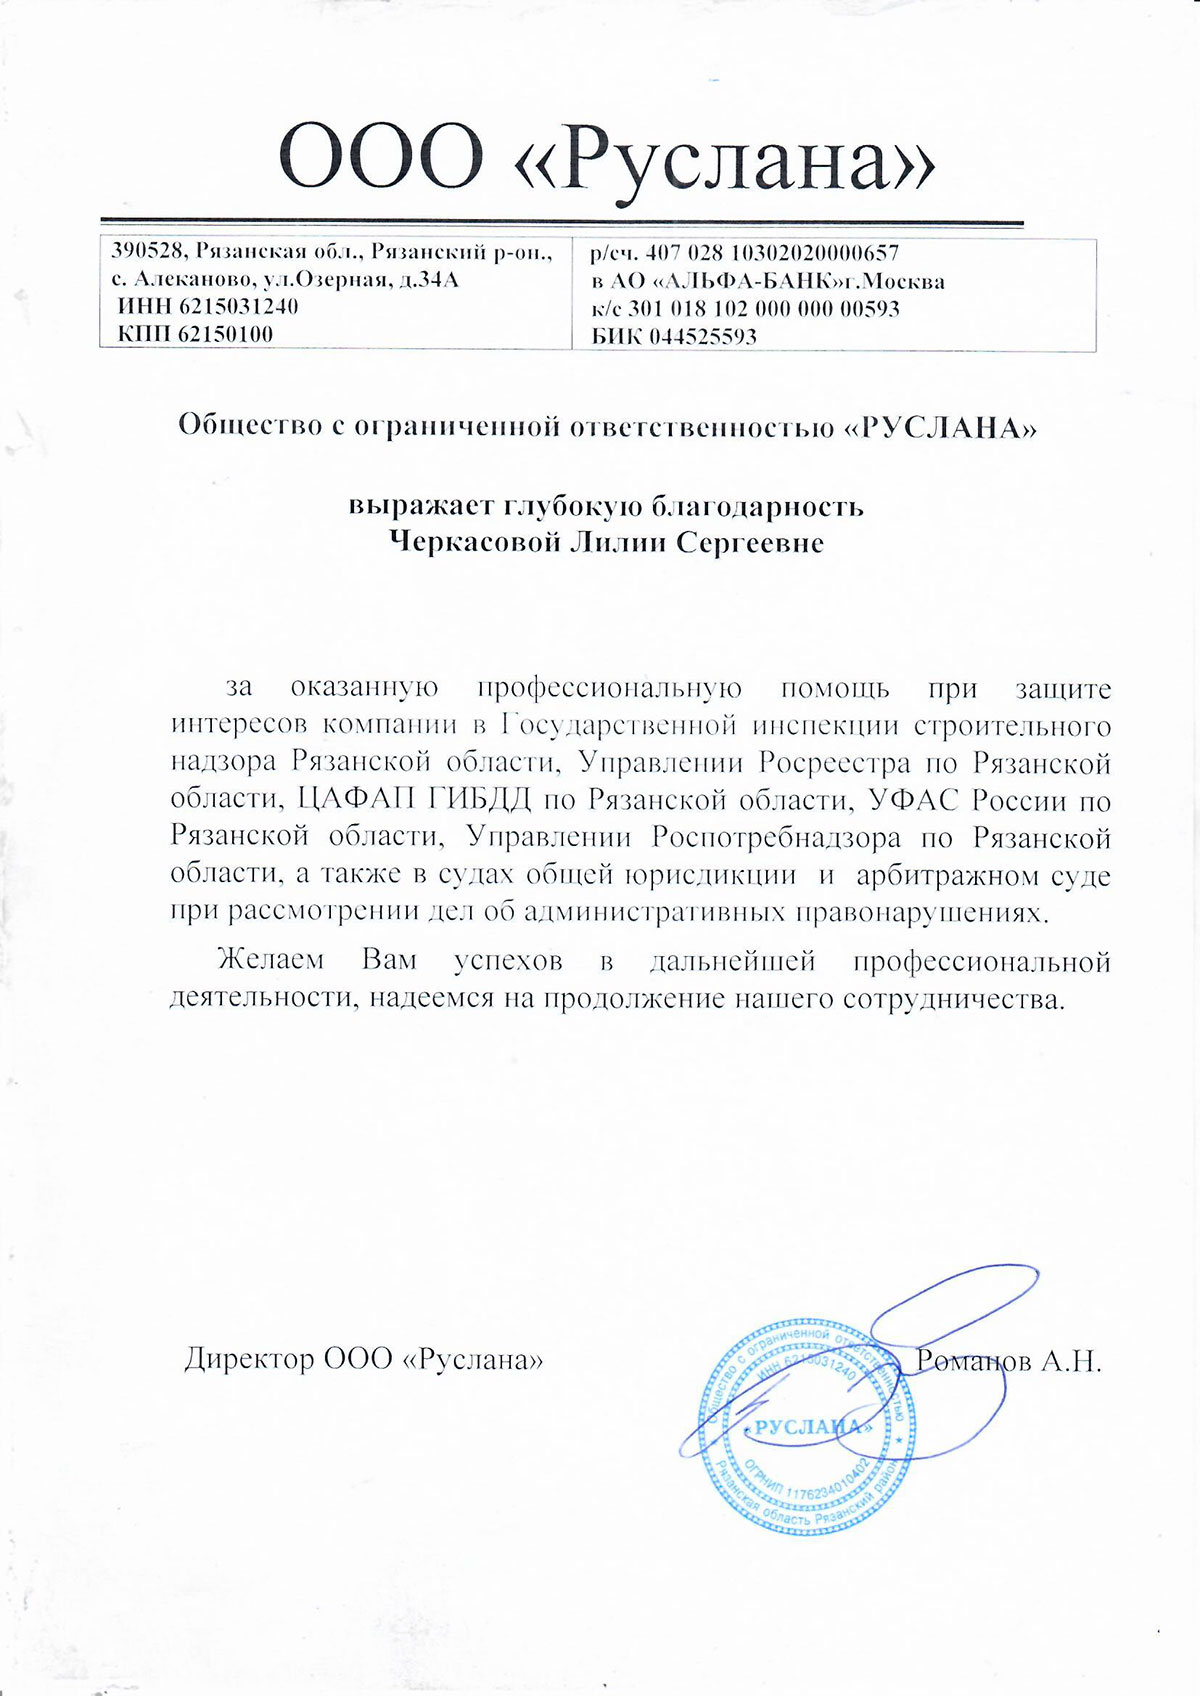 ООО «Руслана»
390528, Рязанская обл., Рязанский р-он.,
с. Алеканово, ул.Озерная, д.34А
ИНН 6215031240
КПП 62150100
р/сч. 407 028 10302020000657
в АО «АЛЬФА-БАНК»г.Москва
к/с 301 018 102 000 000 00593
БИК 044525593
Общество с ограниченной ответственностью «РУСЛАНА»
выражает глубокую благодарность
Черкасовой Лилии Сергеевне
за оказанную профессиональную помощь при защите
интересов компании в Государственной инспекции строительного
надзора Рязанской области, Управлении Росреестра по Рязанской
области, ЦАФАП ГИБДД по Рязанской области, УФАС России по
Рязанской области, Управлении Роспотребнадзора по Рязанской
области, а также в судах общей юрисдикции и арбитражном суде
при рассмотрении дел об административных правонарушениях.
Желаем Вам успехов в дальнейшей профессиональной
деятельности, надеемся на продолжение нашего сотрудничества.
Директор ООО «Руслана»
Романов А.Н.
Общество с ограниченной ответственностью
ИНН 6215031240
«РУСЛАНА»
ОГРНИП 1176234010402
Рязанская область Рязанский район